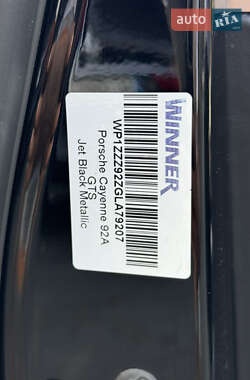 AUTO
RIA
WINNER
WP1ZZZ92ZGLA79207
Porsche Cayenne 92A
GTS
Jet Black Metallic